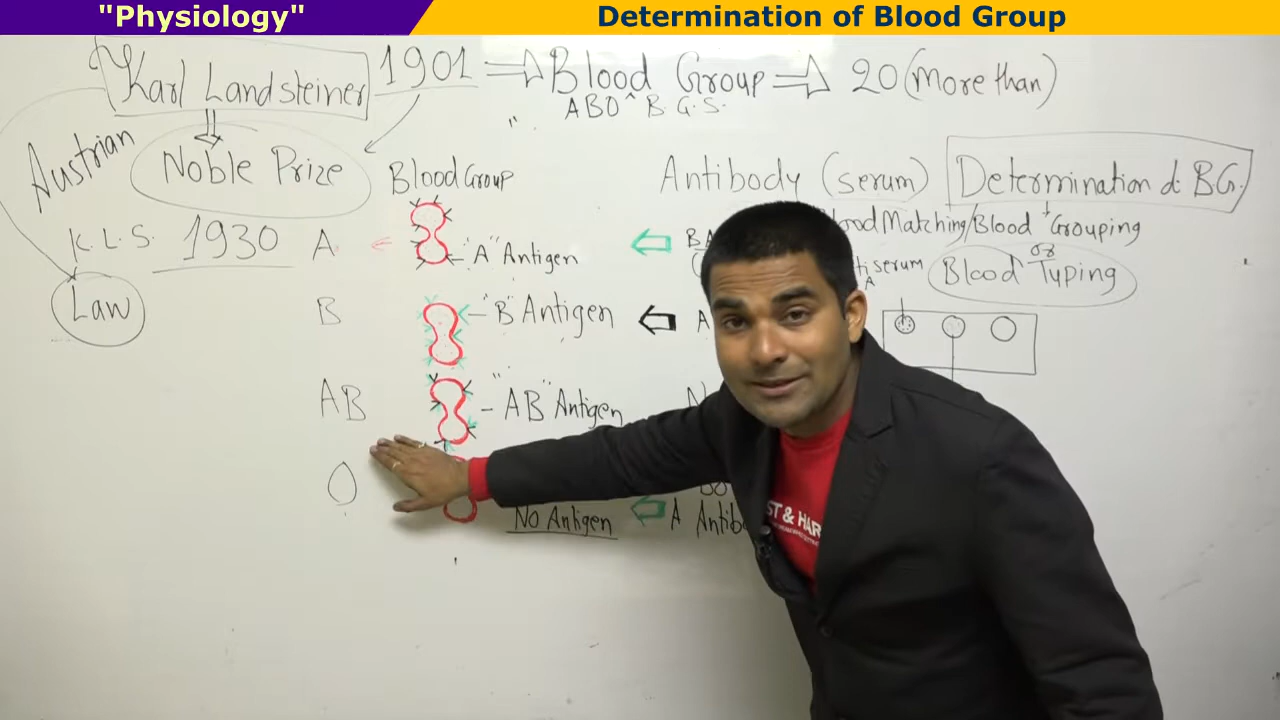 "Physiology"
Determination of Blood Group
Karl Landsteiner 1901 ⇒ Blood Group ⇒ 20 (More than)
ABO B.G.S.
Austrian
Noble Prize
K.L.S. 1930
Law
Blood Group
Antibody (serum)
Determination of BG.
Blood Matching/Blood Grouping
or
Blood Typing
serum
A
A
"A" Antigen
B
"B" Antigen
A
AB
"AB" Antigen
O
No Antigen
A